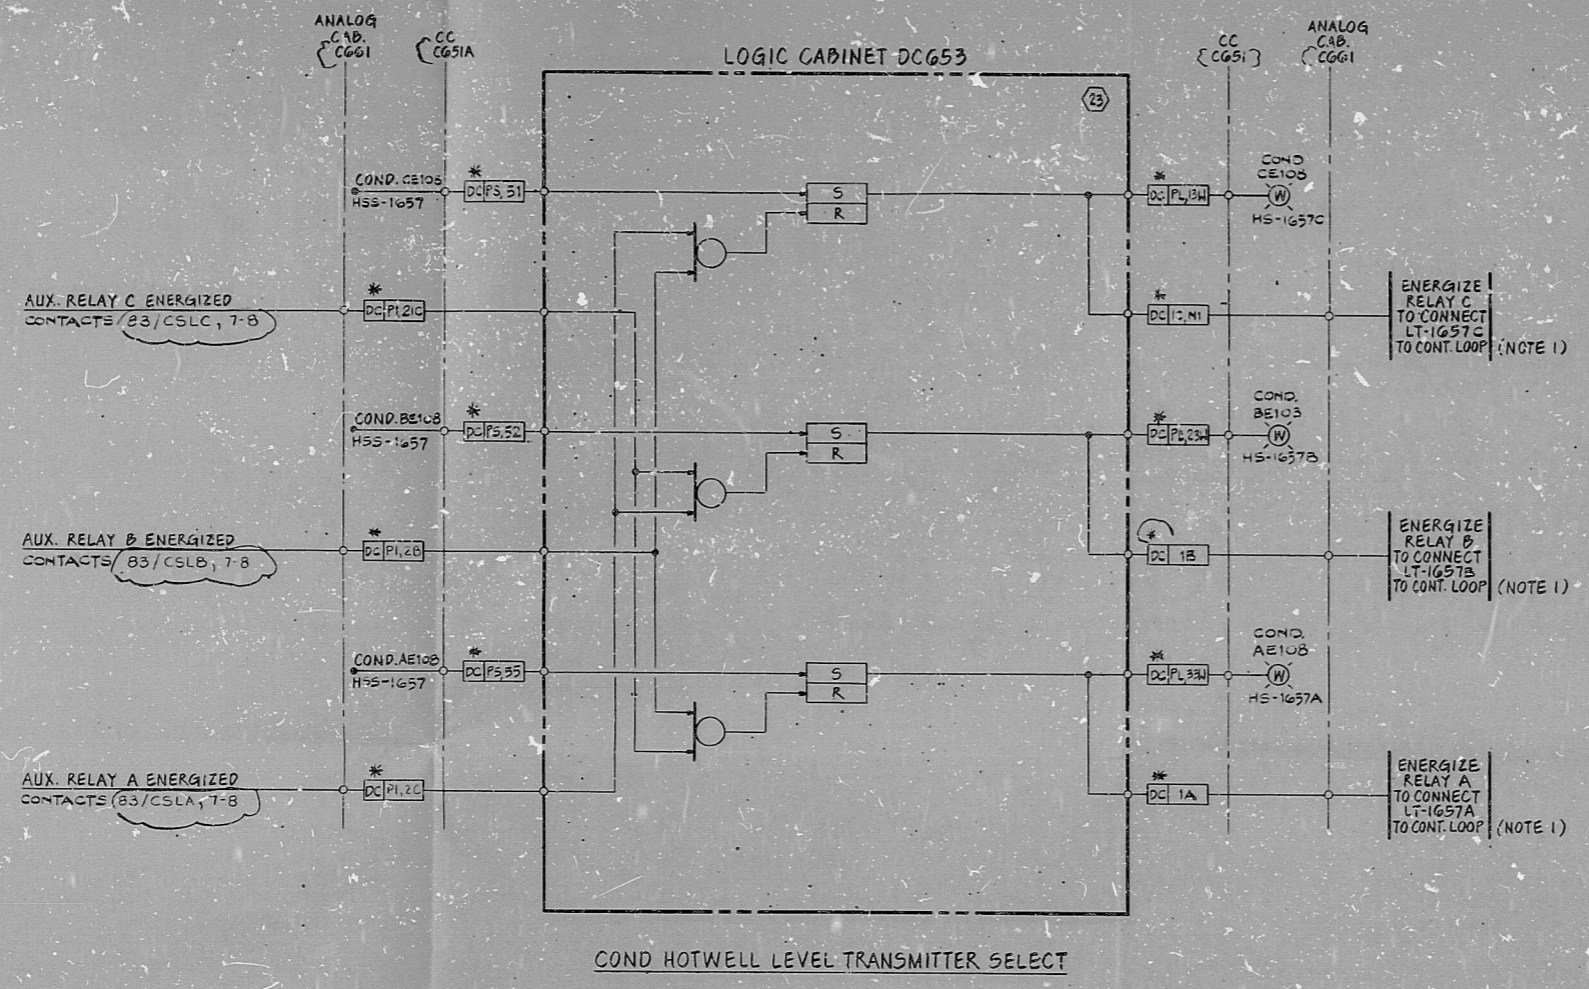 ANALOG
CAB.
C661
CC
C651A
LOGIC CABINET DC653
CC
C651
ANALOG
CAB.
C661
23
COND. CE108
HSS-1657
*
DC PS, 51
S
R
*
DC PL, 13W
COND
CE108
W
HS-1657C
AUX. RELAY C ENERGIZED
CONTACTS 83/CSLC, 7-8
*
DC P1, 21C
*
DC
ENERGIZE
RELAY C
TO CONNECT
LT-1657C
TO CONT. LOOP (NOTE 1)
COND. BE108
HSS-1657
*
DC PS, 52
S
R
*
DC PL, 23W
COND.
BE103
W
HS-1657B
AUX. RELAY B ENERGIZED
CONTACTS 83/CSLB, 7-8
*
DC P1, 2B
*
DC 1B
ENERGIZE
RELAY B
TO CONNECT
LT-1657B
TO CONT. LOOP (NOTE 1)
COND. AE108
HSS-1657
*
DC PS, 35
S
R
*
DC PL, 33W
COND.
AE108
W
HS-1657A
AUX. RELAY A ENERGIZED
CONTACTS 83/CSLA, 7-8
*
DC P1, 2C
*
DC 1A
ENERGIZE
RELAY A
TO CONNECT
LT-1657A
TO CONT. LOOP (NOTE 1)
COND HOTWELL LEVEL TRANSMITTER SELECT